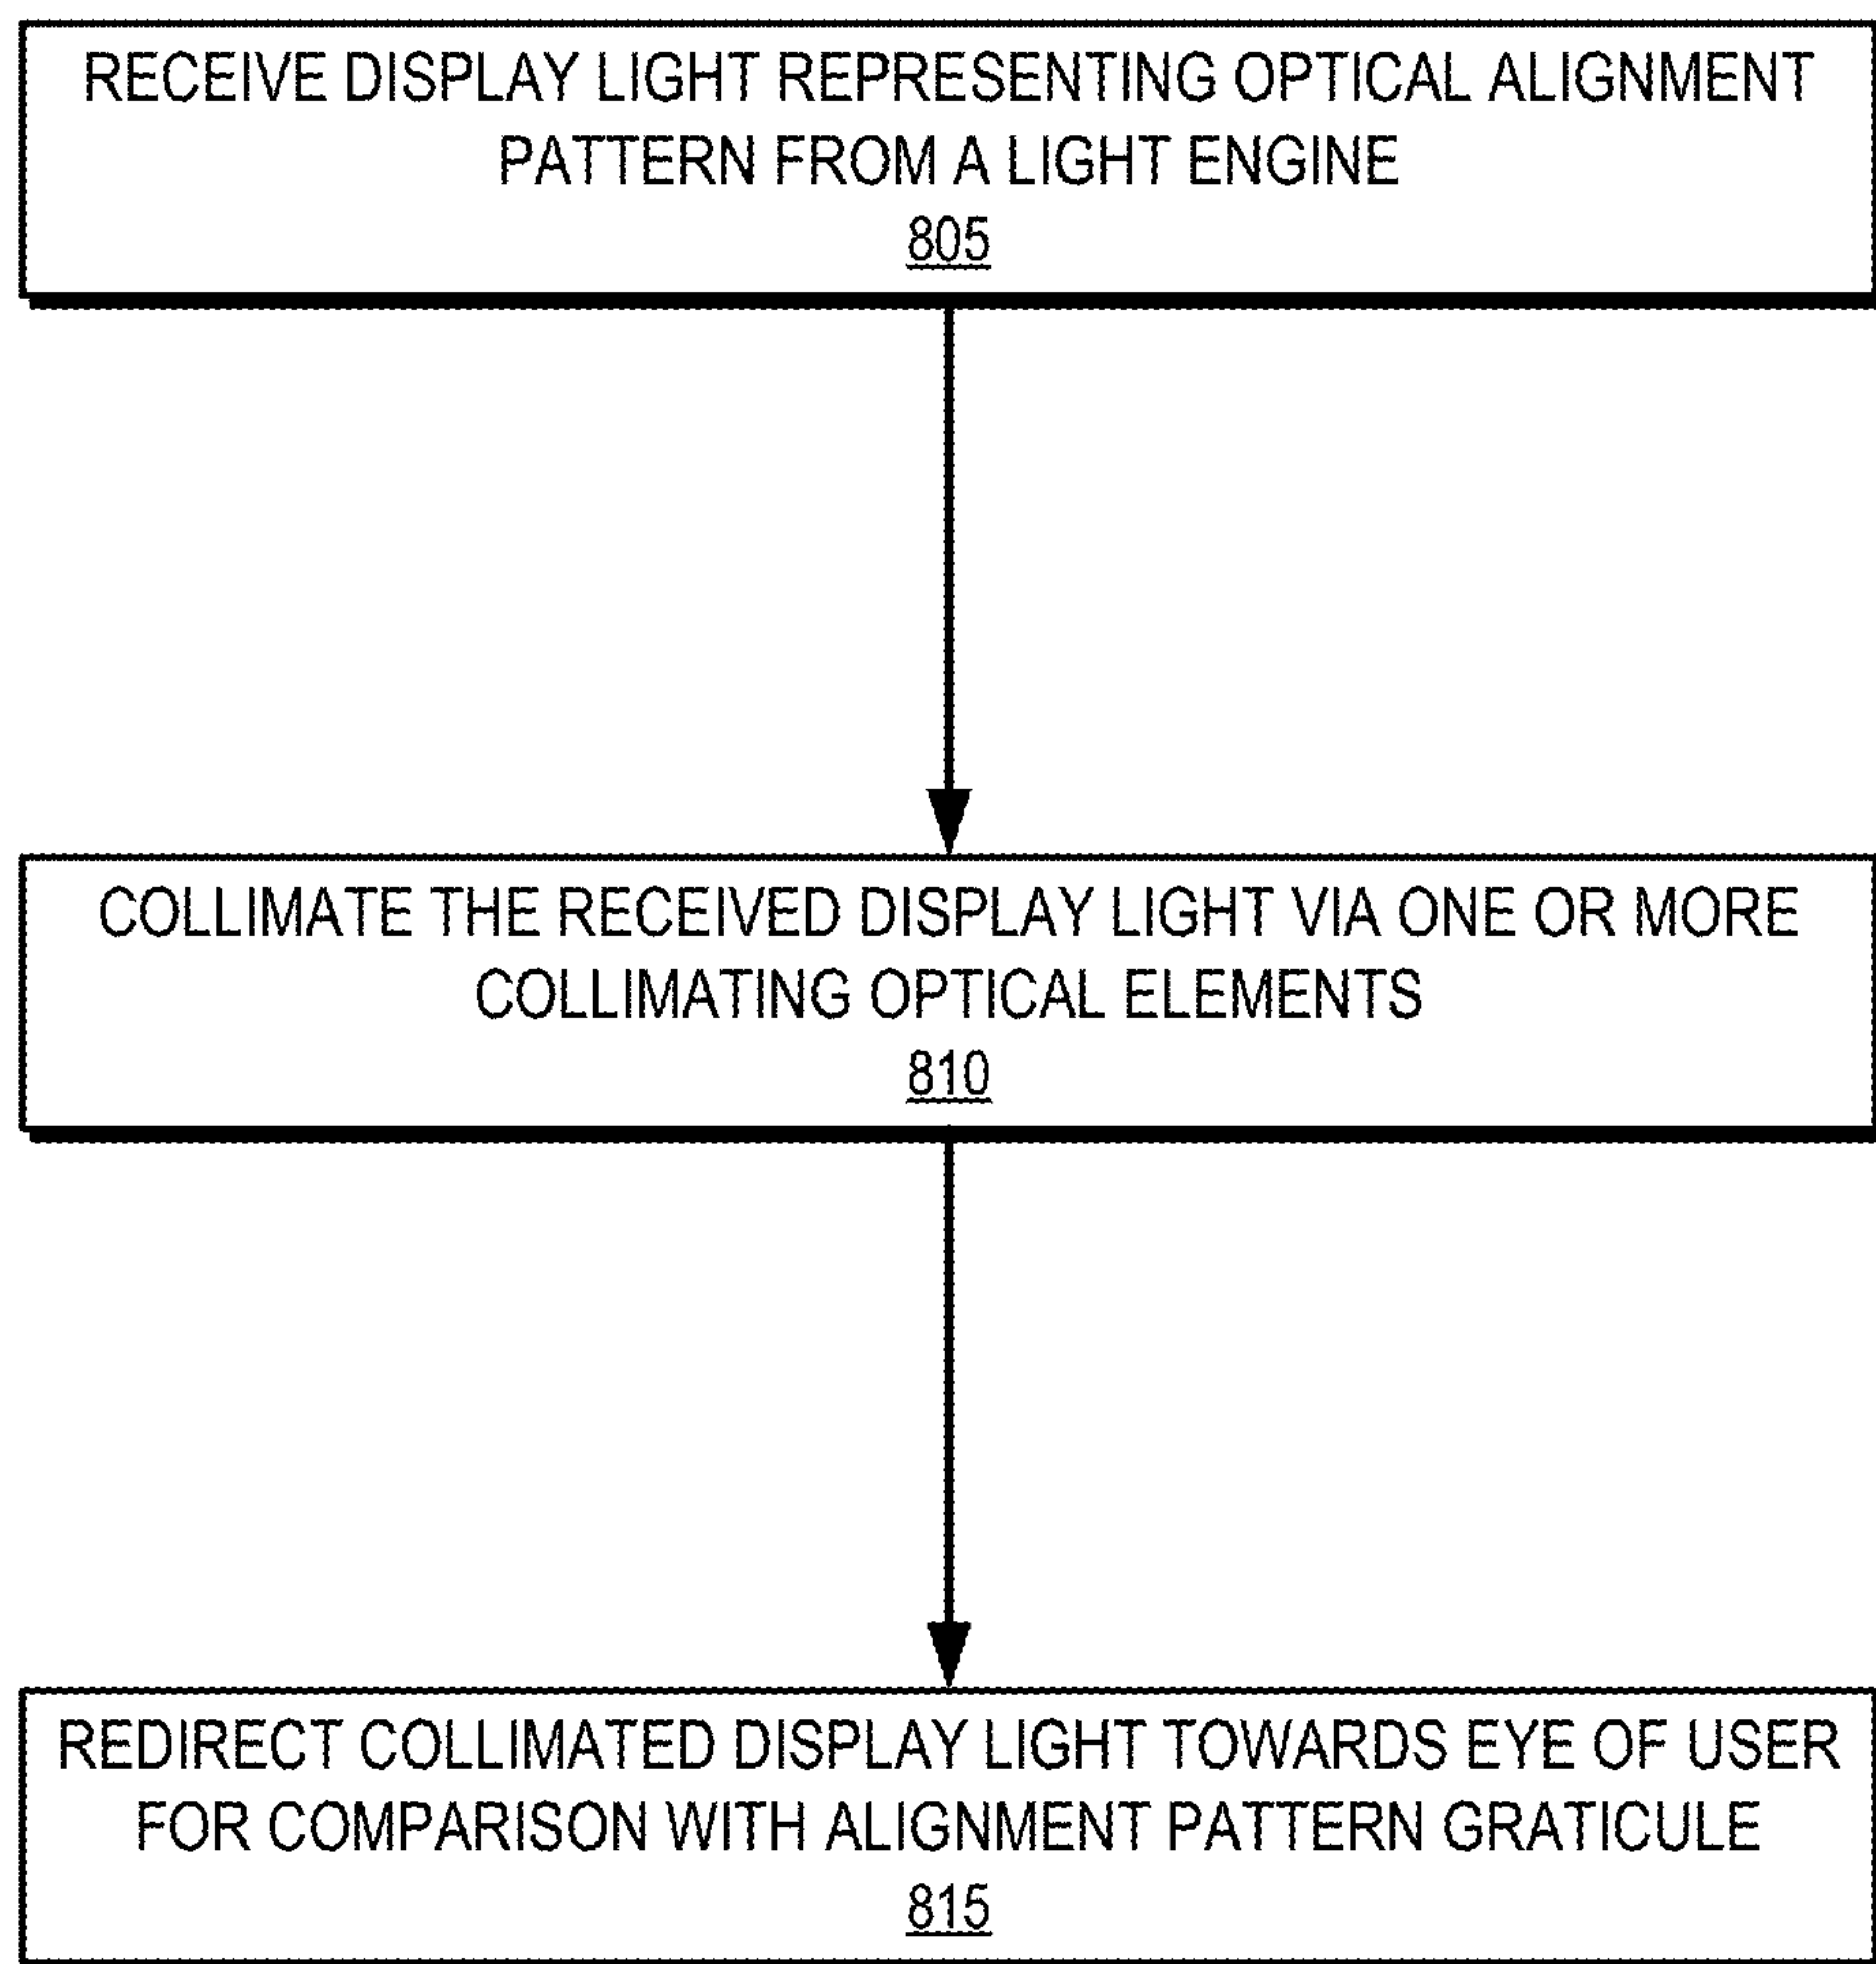 RECEIVE DISPLAY LIGHT REPRESENTING OPTICAL ALIGNMENT
PATTERN FROM A LIGHT ENGINE
805
COLLIMATE THE RECEIVED DISPLAY LIGHT VIA ONE OR MORE
COLLIMATING OPTICAL ELEMENTS
810
REDIRECT COLLIMATED DISPLAY LIGHT TOWARDS EYE OF USER
FOR COMPARISON WITH ALIGNMENT PATTERN GRATICULE
815